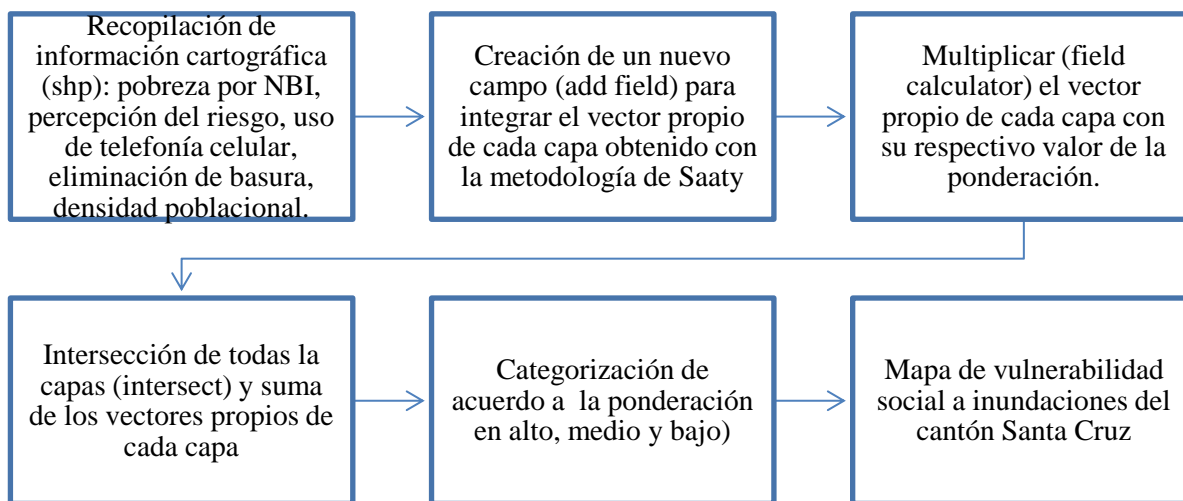 Recopilación de
información cartográfica
(shp): pobreza por NBI,
percepción del riesgo, uso
de telefonía celular,
eliminación de basura,
densidad poblacional.
Creación de un nuevo
campo (add field) para
integrar el vector propio
de cada capa obtenido con
la metodología de Saaty
Multiplicar (field
calculator) el vector
propio de cada capa con
su respectivo valor de la
ponderación.
Intersección de todas la
capas (intersect) y suma
de los vectores propios de
cada capa
Categorización de
acuerdo a la ponderación
en alto, medio y bajo)
Mapa de vulnerabilidad
social a inundaciones del
cantón Santa Cruz